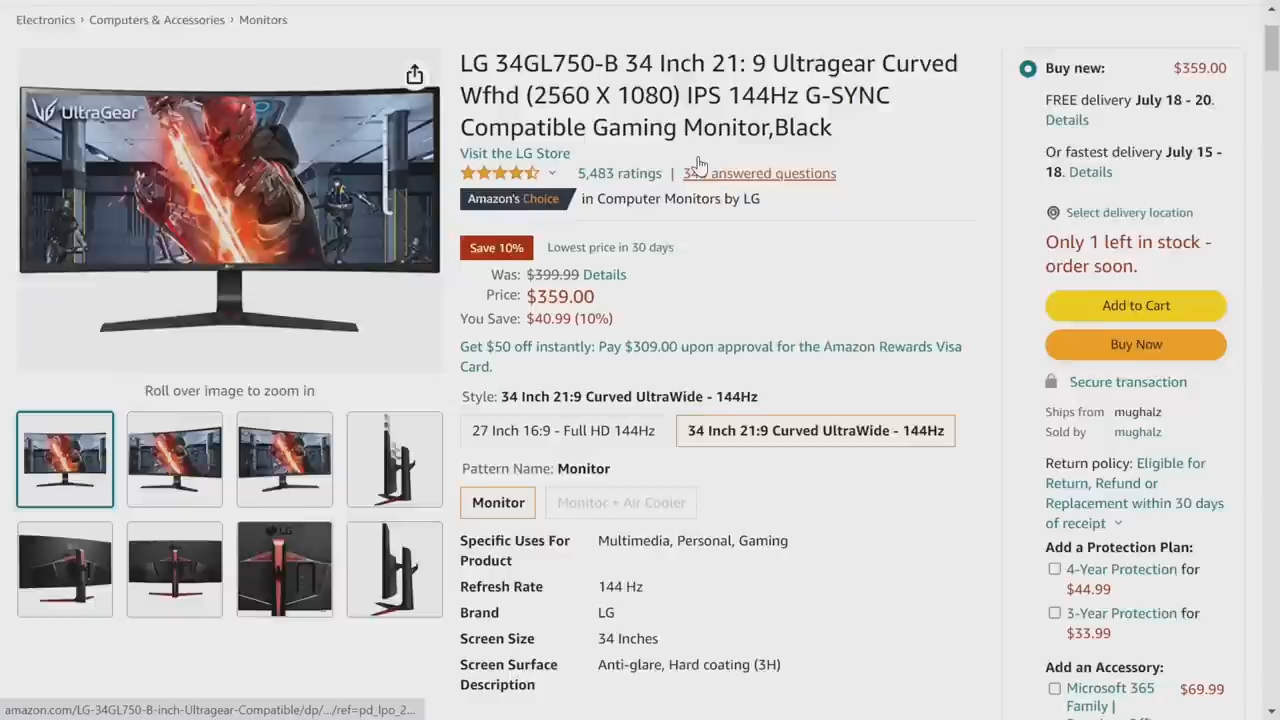 Electronics › Computers & Accessories › Monitors
UltraGear
Roll over image to zoom in
LG
LG 34GL750-B 34 Inch 21: 9 Ultragear Curved
Wfhd (2560 X 1080) IPS 144Hz G-SYNC
Compatible Gaming Monitor,Black
Visit the LG Store
5,483 ratings | answered questions
Amazon's Choice in Computer Monitors by LG
Save 10% Lowest price in 30 days
Was: $399.99 Details
Price: $359.00
You Save: $40.99 (10%)
Get $50 off instantly: Pay $309.00 upon approval for the Amazon Rewards Visa
Card.
Style: 34 Inch 21:9 Curved UltraWide - 144Hz
27 Inch 16:9 - Full HD 144Hz
34 Inch 21:9 Curved UltraWide - 144Hz
Pattern Name: Monitor
Monitor
Monitor + Air Cooler
Specific Uses For Multimedia, Personal, Gaming
Product
Refresh Rate 144 Hz
Brand LG
Screen Size 34 Inches
Screen Surface Anti-glare, Hard coating (3H)
Description
Buy new: $359.00
FREE delivery July 18 - 20.
Details
Or fastest delivery July 15 -
18. Details
Select delivery location
Only 1 left in stock -
order soon.
Add to Cart
Buy Now
Secure transaction
Ships from mughalz
Sold by mughalz
Return policy: Eligible for
Return, Refund or
Replacement within 30 days
of receipt
Add a Protection Plan:
4-Year Protection for
$44.99
3-Year Protection for
$33.99
Add an Accessory:
Microsoft 365 $69.99
Family |
amazon.com/LG-34GL750-B-inch-Ultragear-Compatible/dp/.../ref=pd_lpo_2...